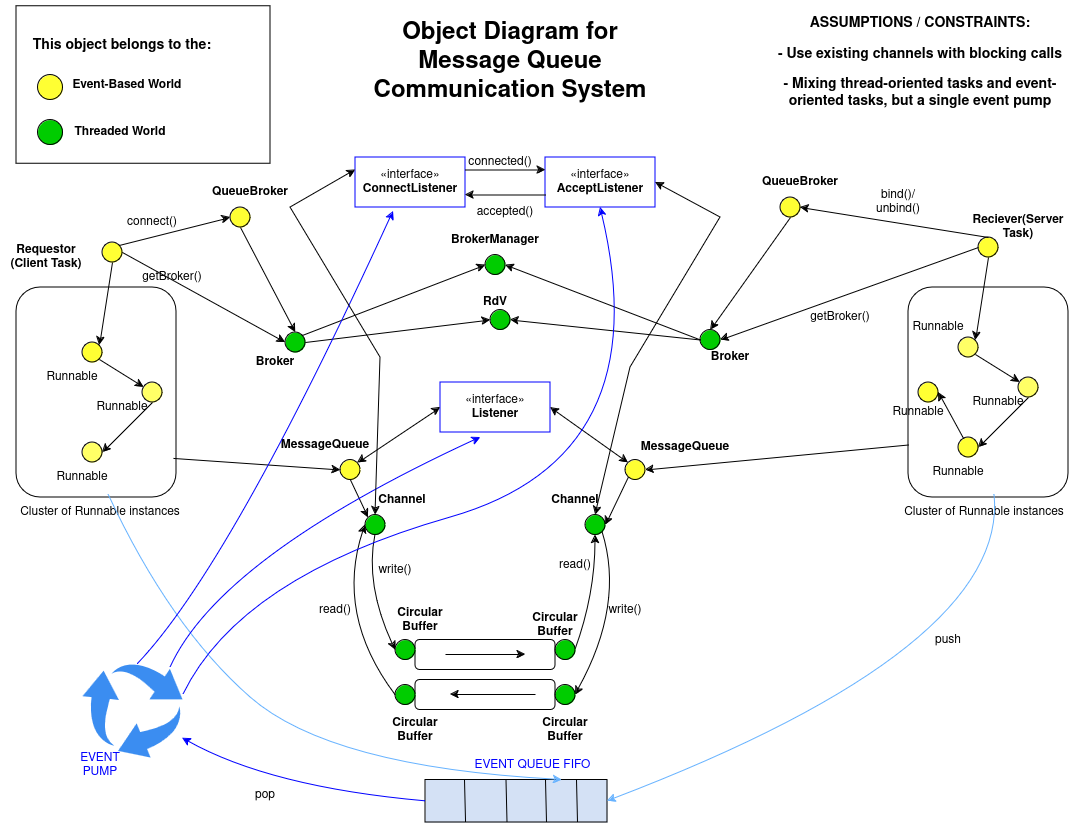 Object Diagram for
Message Queue
Communication System
This object belongs to the:
Event-Based World
Threaded World
ASSUMPTIONS / CONSTRAINTS:
- Use existing channels with blocking calls
- Mixing thread-oriented tasks and event-
oriented tasks, but a single event pump
«interface»
ConnectListener
connected()
accepted()
«interface»
AcceptListener
QueueBroker
connect()
Requestor
(Client Task)
getBroker()
BrokerManager
RdV
Broker
QueueBroker
bind()/
unbind()
Reciever(Server
Task)
getBroker()
Broker
Runnable
Runnable
Runnable
Cluster of Runnable instances
«interface»
Listener
MessageQueue
MessageQueue
Channel
Channel
Runnable
Runnable
Runnable
Runnable
Cluster of Runnable instances
write()
read()
read()
write()
Circular
Buffer
Circular
Buffer
Circular
Buffer
Circular
Buffer
push
EVENT
PUMP
EVENT QUEUE FIFO
pop